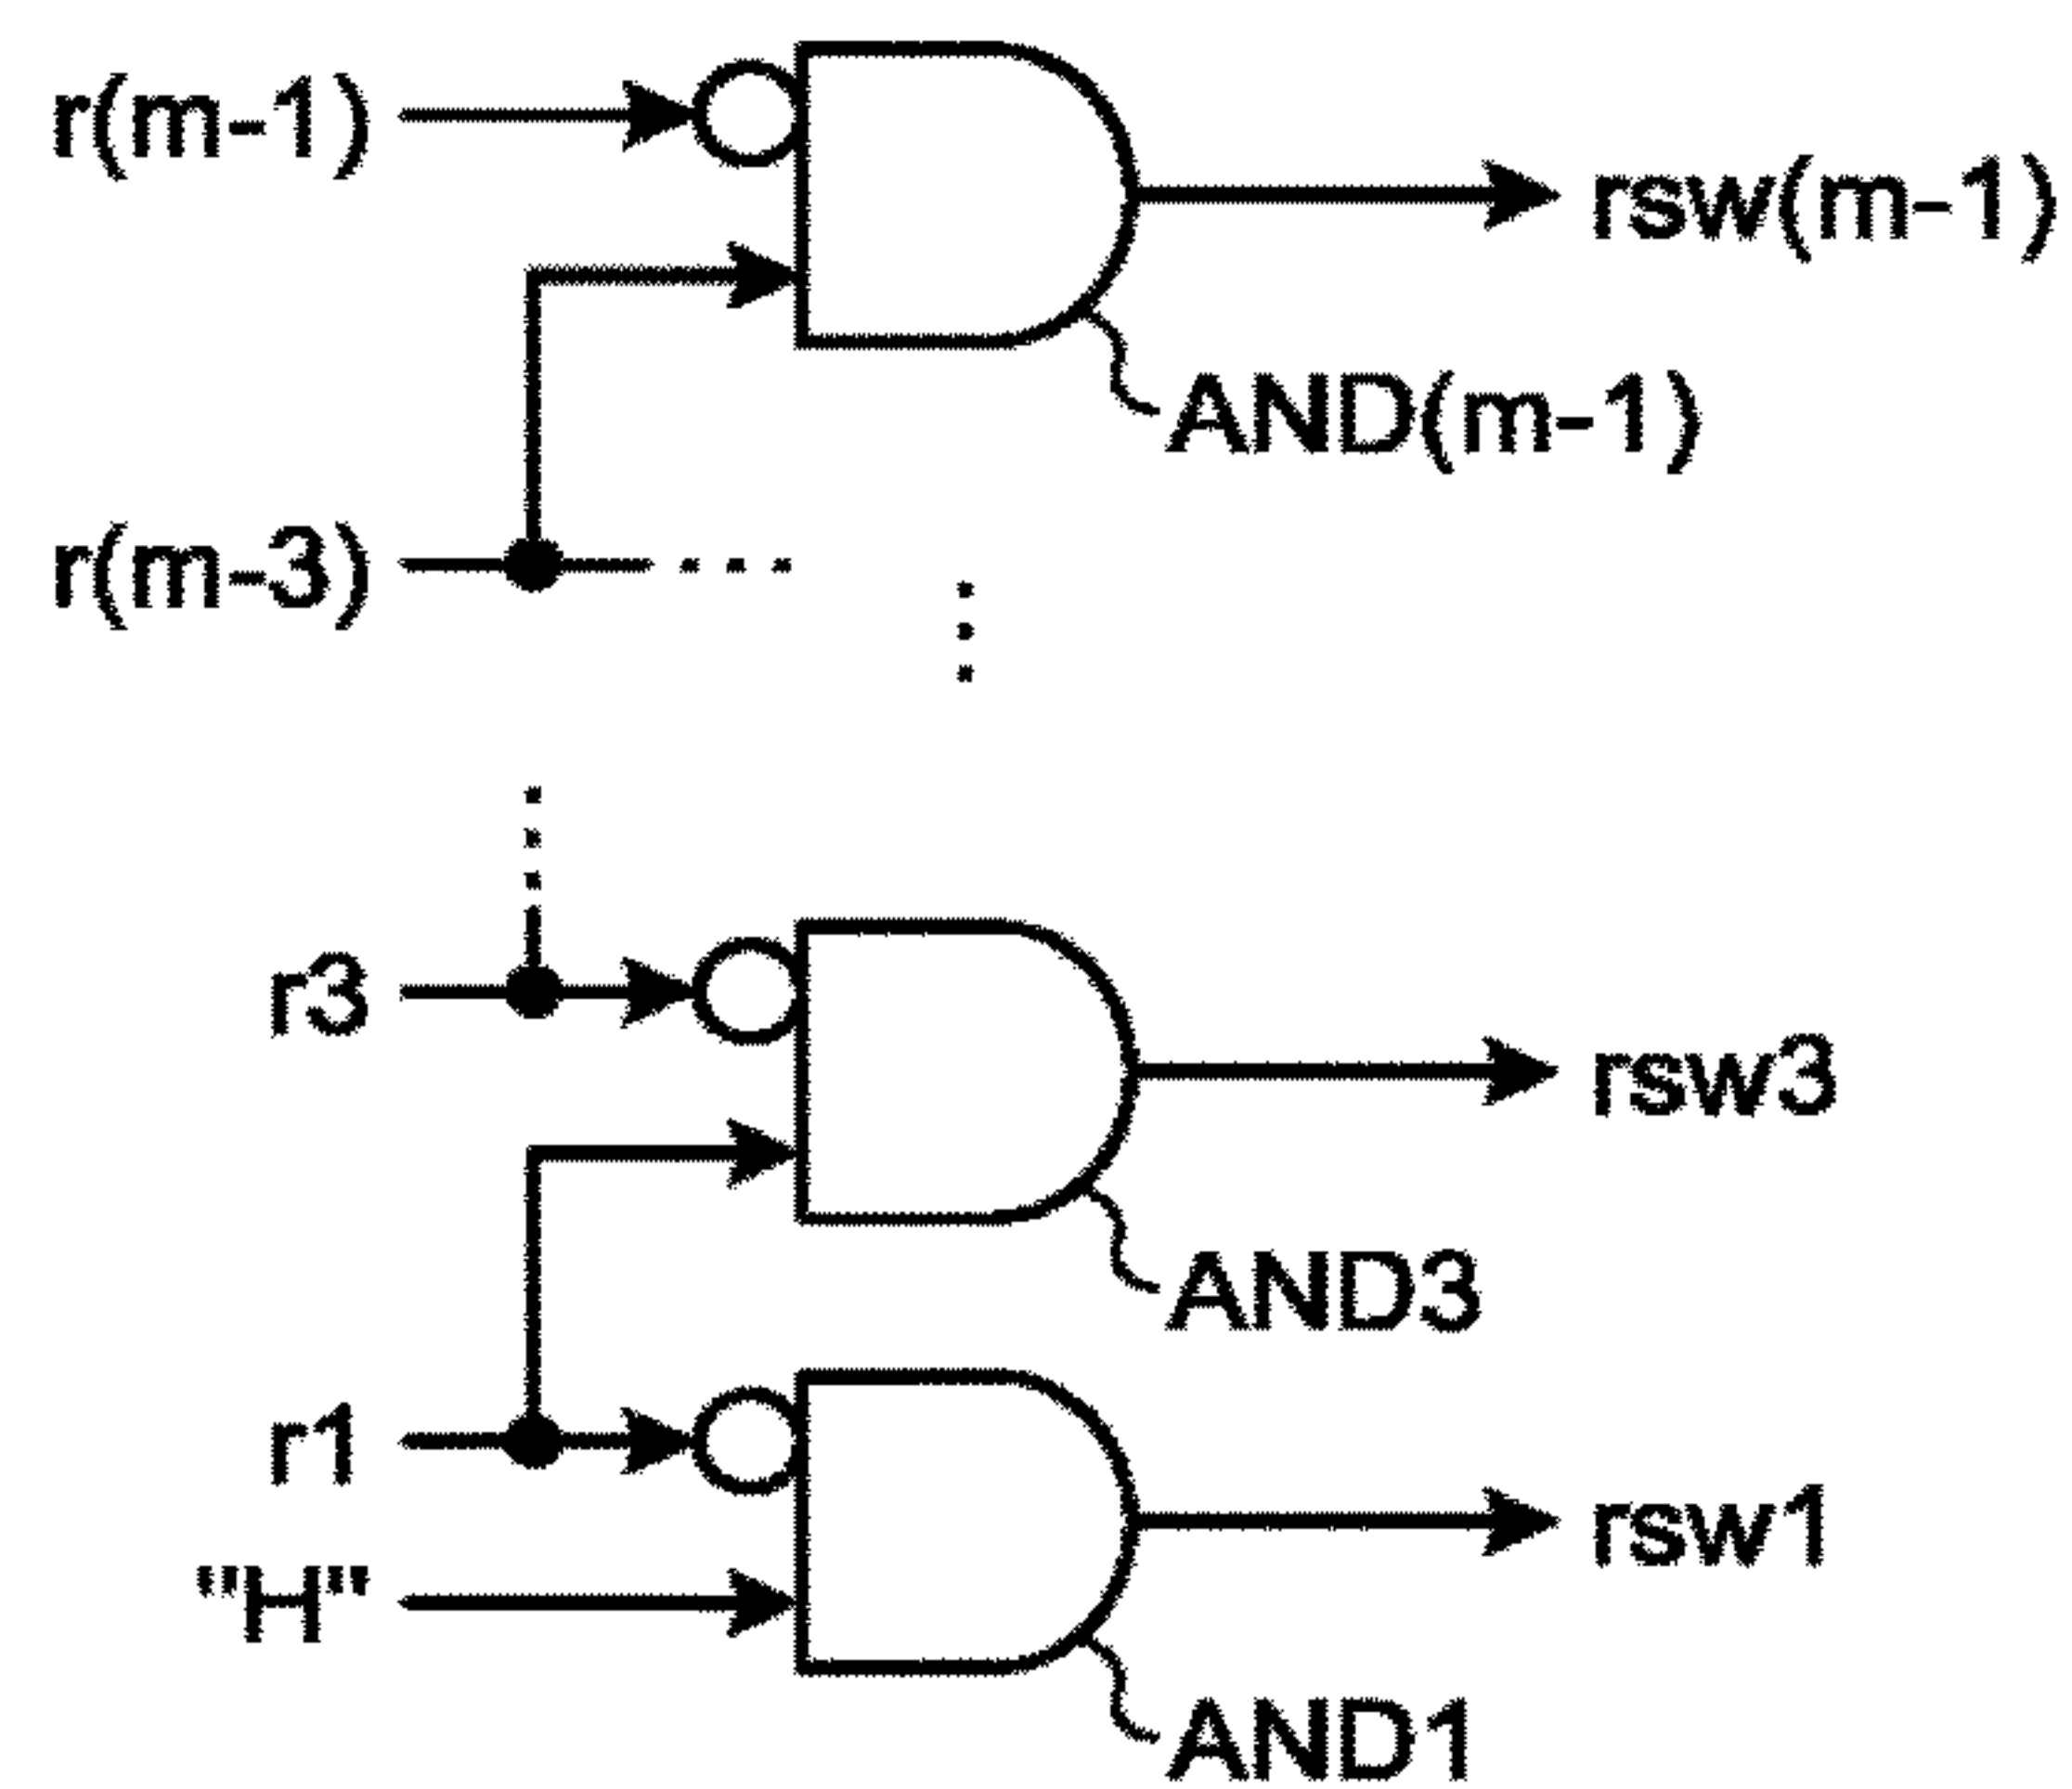 r(m-1)
rsw(m-1)
AND(m-1)
r(m-3)
r3
rsw3
AND3
r1
rsw1
"H"
AND1